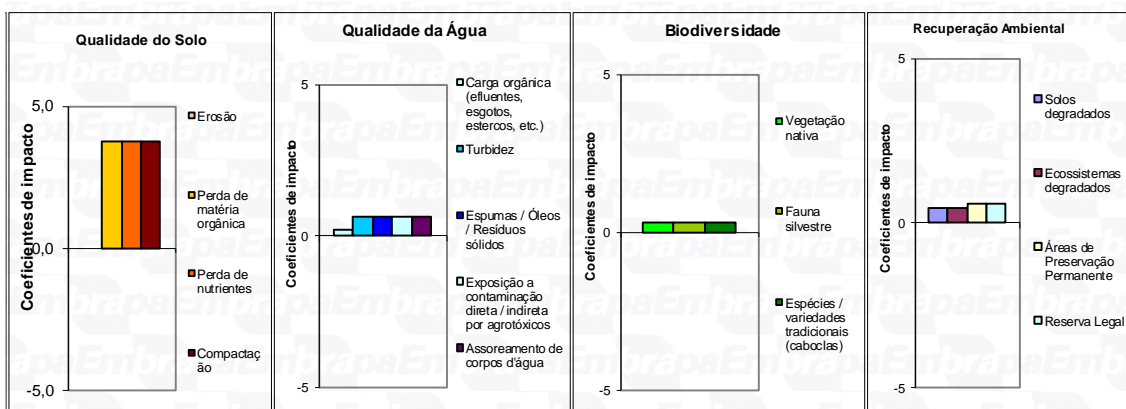 Qualidade do Solo
Coeficientes de impacto
5,0
0,0
-5,0
Erosão
Perda de
matéria
orgânica
Perda de
nutrientes
Compactaç
ão
Qualidade da Água
Coeficientes de impacto
5
0
-5
Carga orgânica
(efluentes,
esgotos,
estercos, etc.)
Turbidez
Espumas / Óleos
/ Resíduos
sólidos
Exposição a
contaminação
direta / indireta
por agrotóxicos
Assoreamento de
corpos d'água
Biodiversidade
Coeficientes de impacto
5
0
-5
Vegetação
nativa
Fauna
silvestre
Espécies /
variedades
tradicionais
(caboclas)
Recuperação Ambiental
Coeficientes de impacto
5
0
-5
Solos
degradados
Ecossistemas
degradados
Áreas de
Preservação
Permanente
Reserva Legal